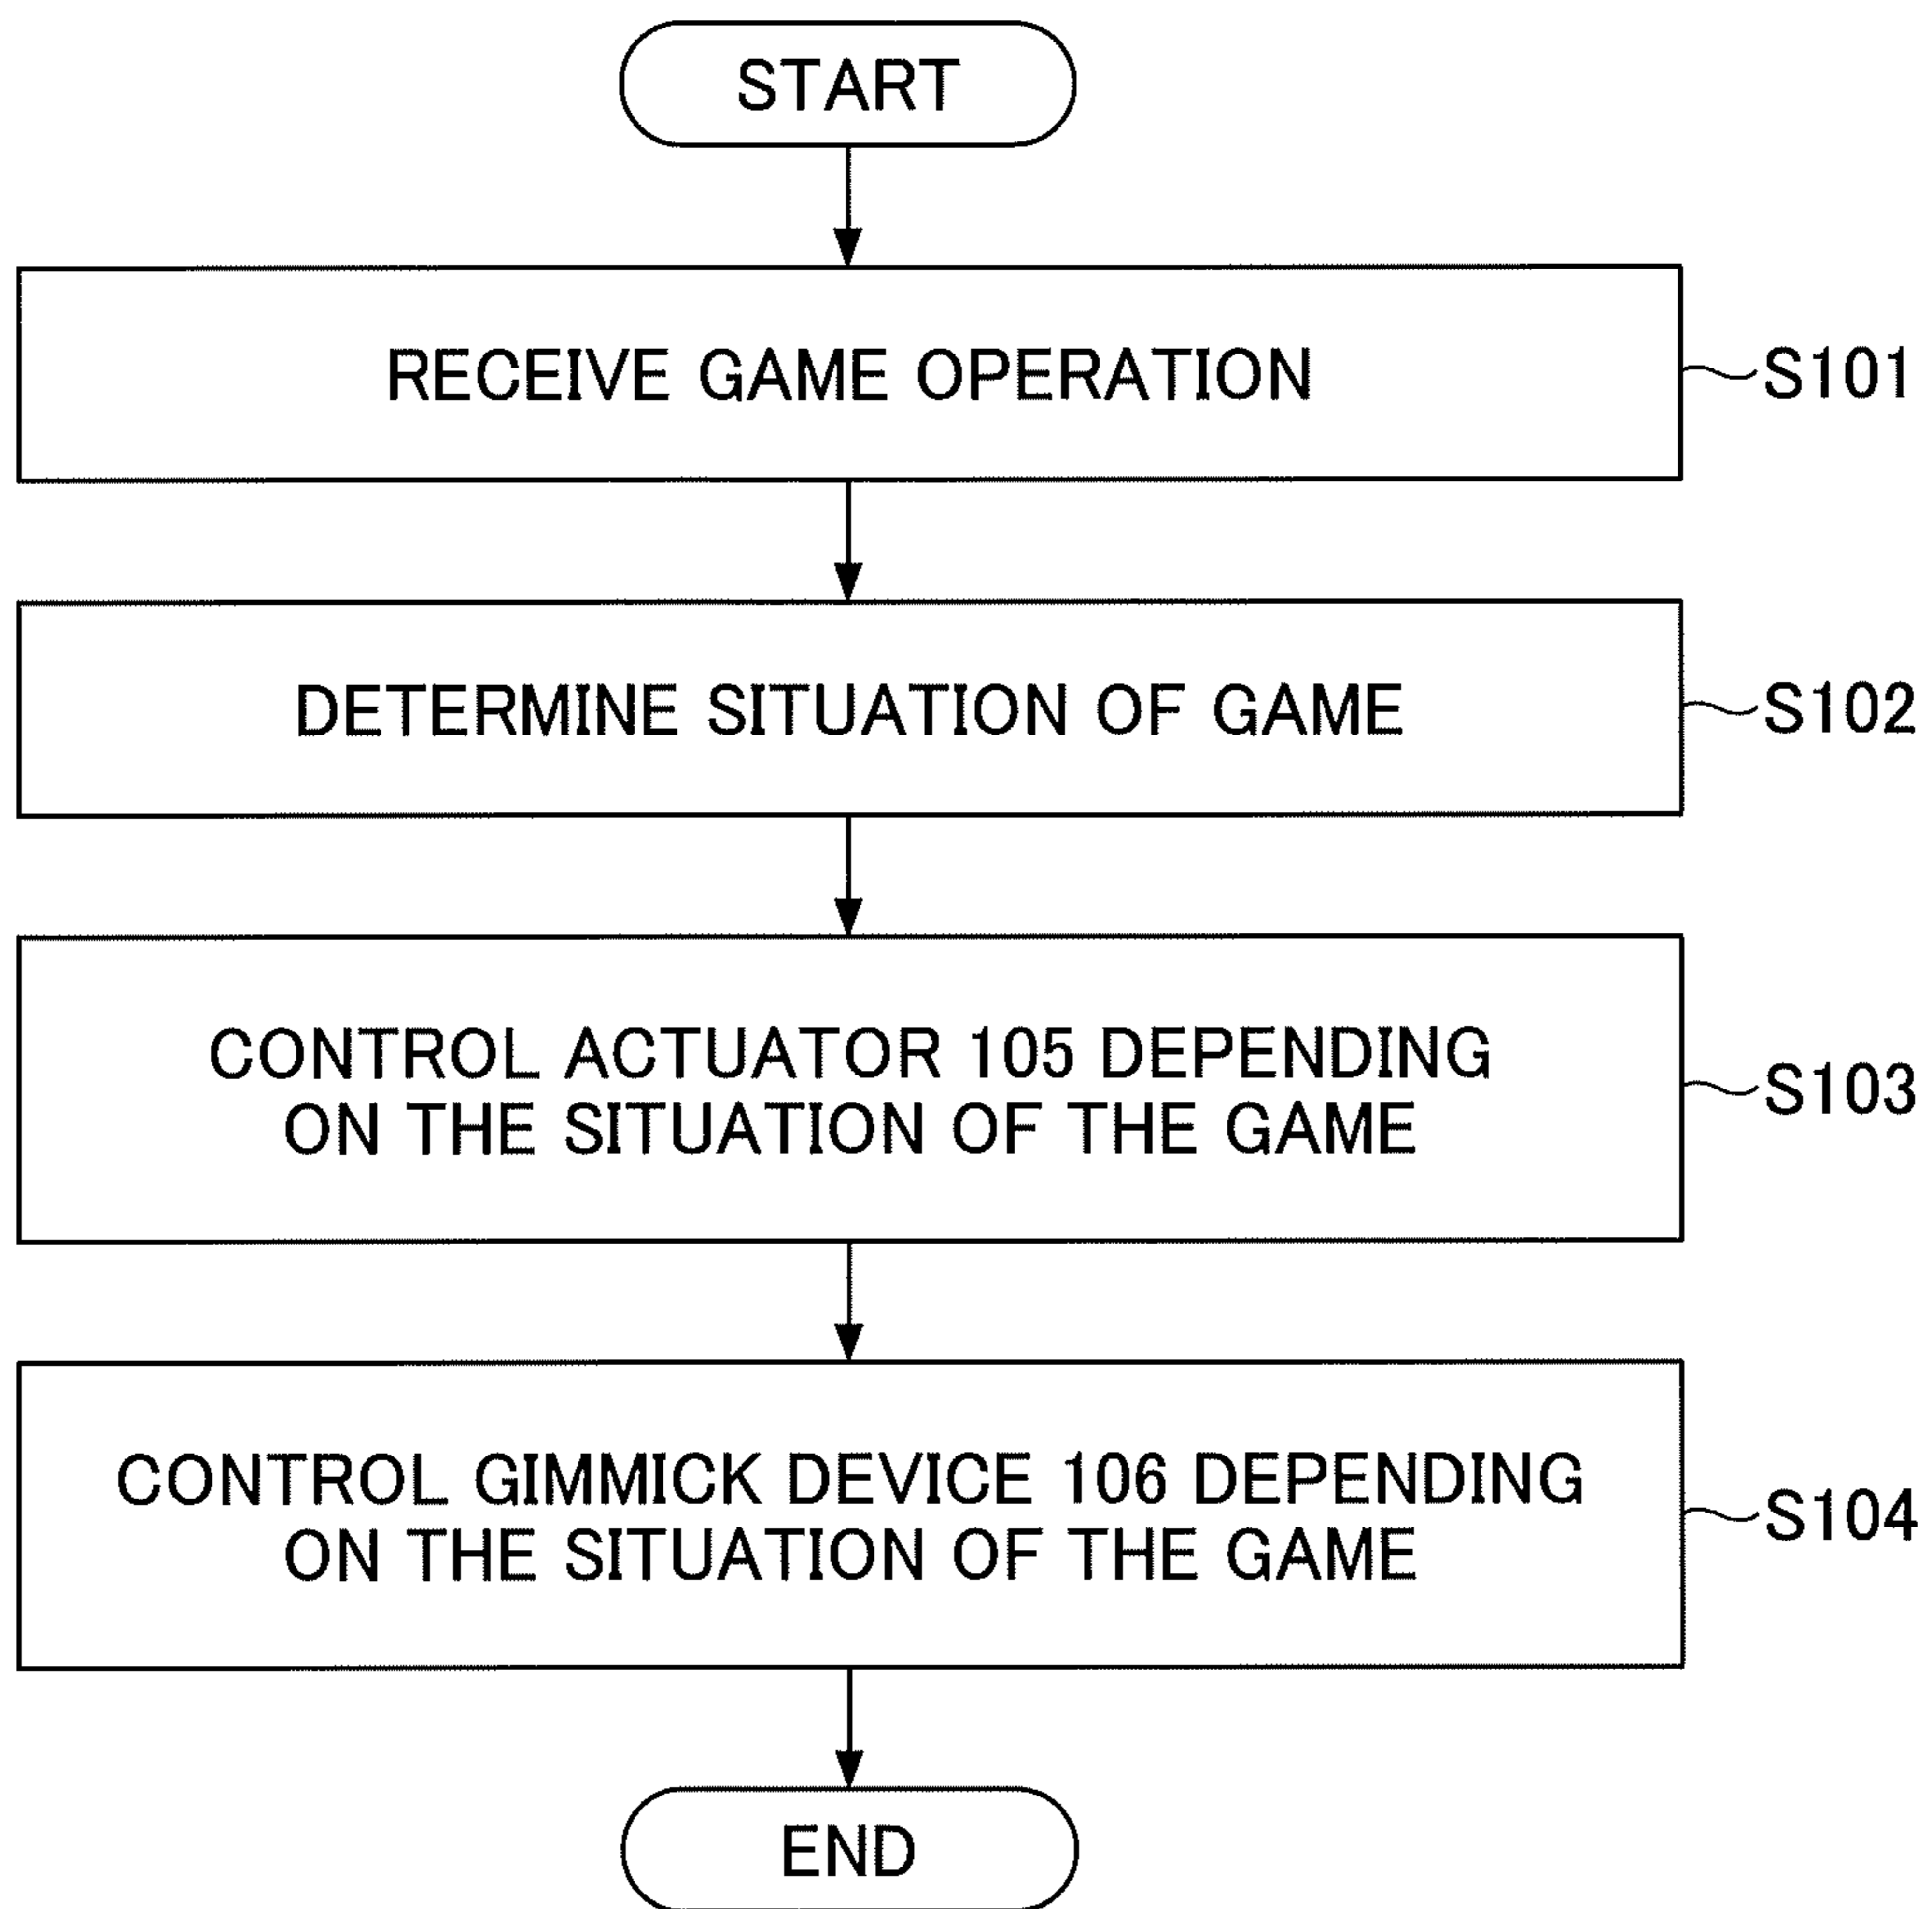 START
RECEIVE GAME OPERATION
S101
DETERMINE SITUATION OF GAME
S102
CONTROL ACTUATOR 105 DEPENDING
ON THE SITUATION OF THE GAME
S103
CONTROL GIMMICK DEVICE 106 DEPENDING
ON THE SITUATION OF THE GAME
S104
END